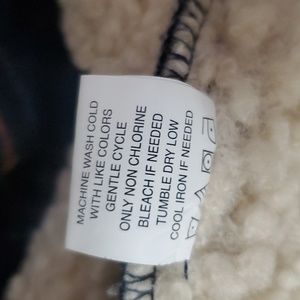 MACHINE WASH COLD
WITH LIKE COLORS
GENTLE CYCLE
ONLY NON CHLORINE
BLEACH IF NEEDED
TUMBLE DRY LOW
COOL IRON IF NEEDED